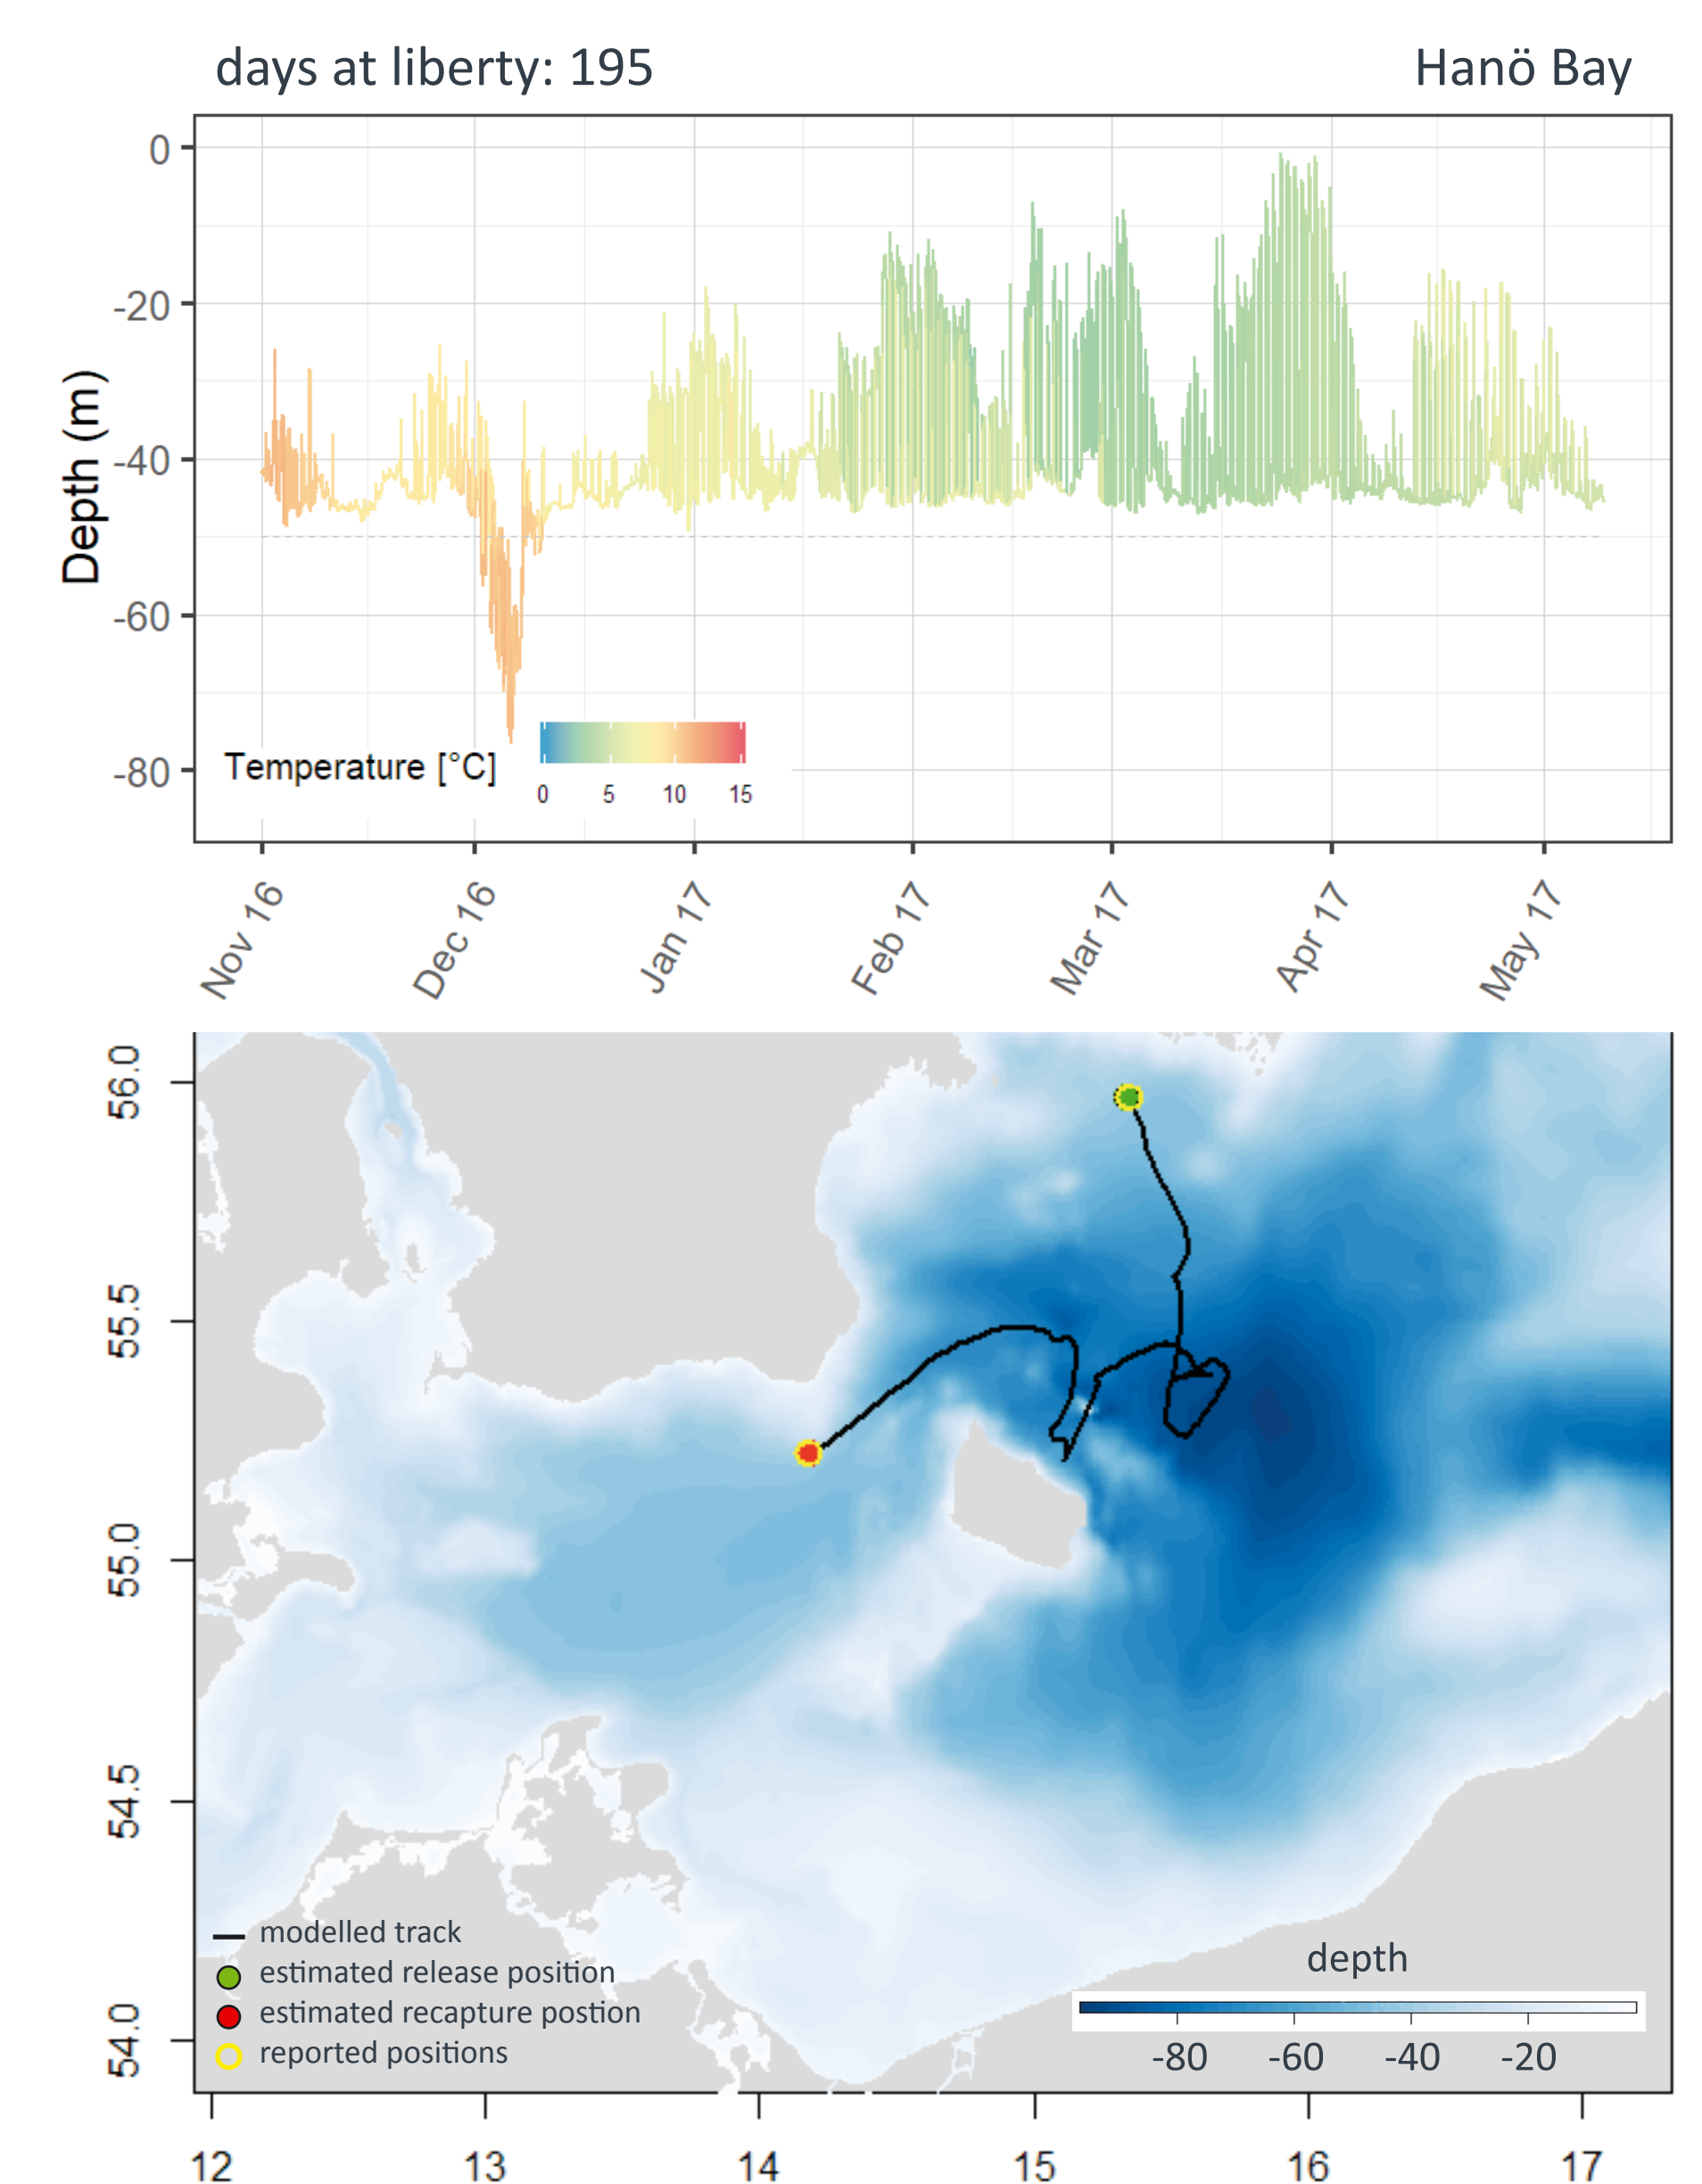 days at liberty: 195
Hanö Bay
Depth (m)
0
-20
-40
-60
-80
Temperature [°C]
0 5 10 15
Nov 16
Dec 16
Jan 17
Feb 17
Mar 17
Apr 17
May 17
56.0
55.5
55.0
54.5
54.0
modelled track
estimated release position
estimated recapture postion
reported positions
depth
-80 -60 -40 -20
12 13 14 15 16 17